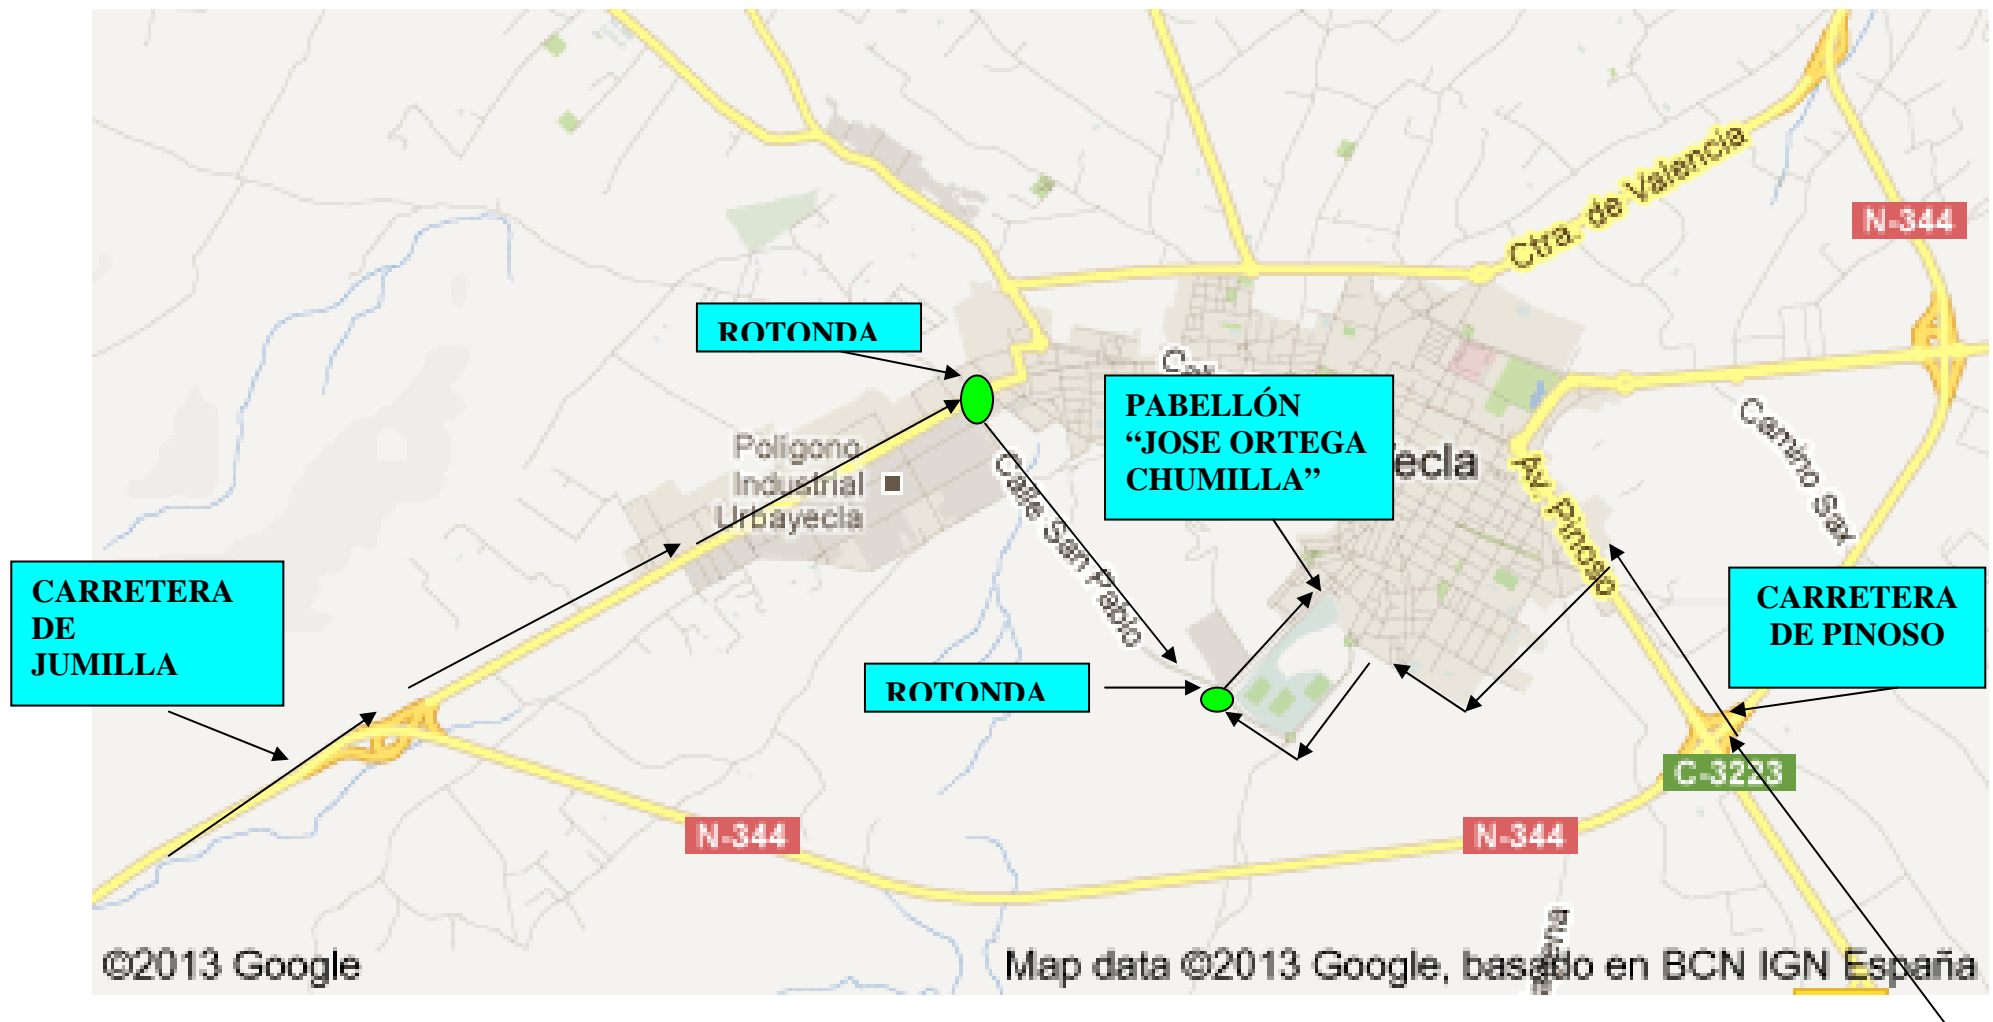 Ctra. de Valencia
N-344
ROTONDA
PABELLÓN
“JOSE ORTEGA
CHUMILLA”
ecla
Polígono
Industrial
Urbayecla
Calle San Pablo
Av. Pinoso
Camino Sax
CARRETERA
DE
JUMILLA
CARRETERA
DE PINOSO
ROTONDA
C-3223
N-344
N-344
©2013 Google
Map data ©2013 Google, basado en BCN IGN España